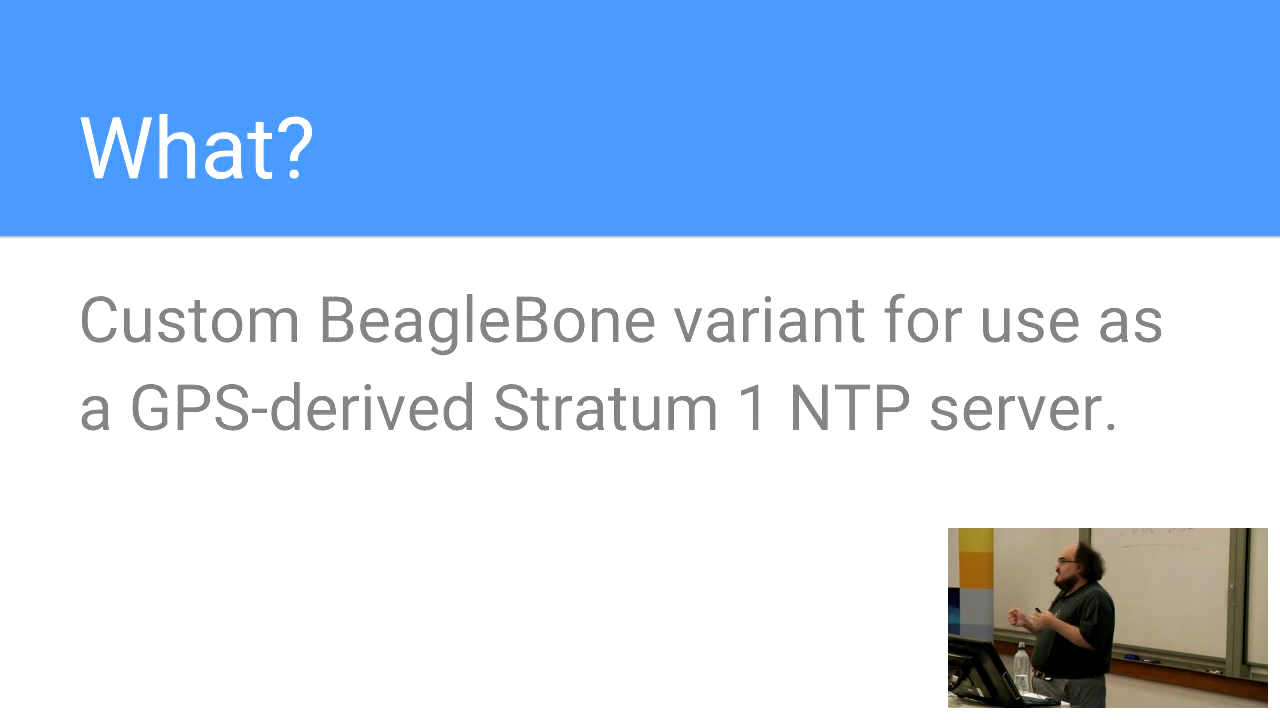 What?
Custom BeagleBone variant for use as
a GPS-derived Stratum 1 NTP server.